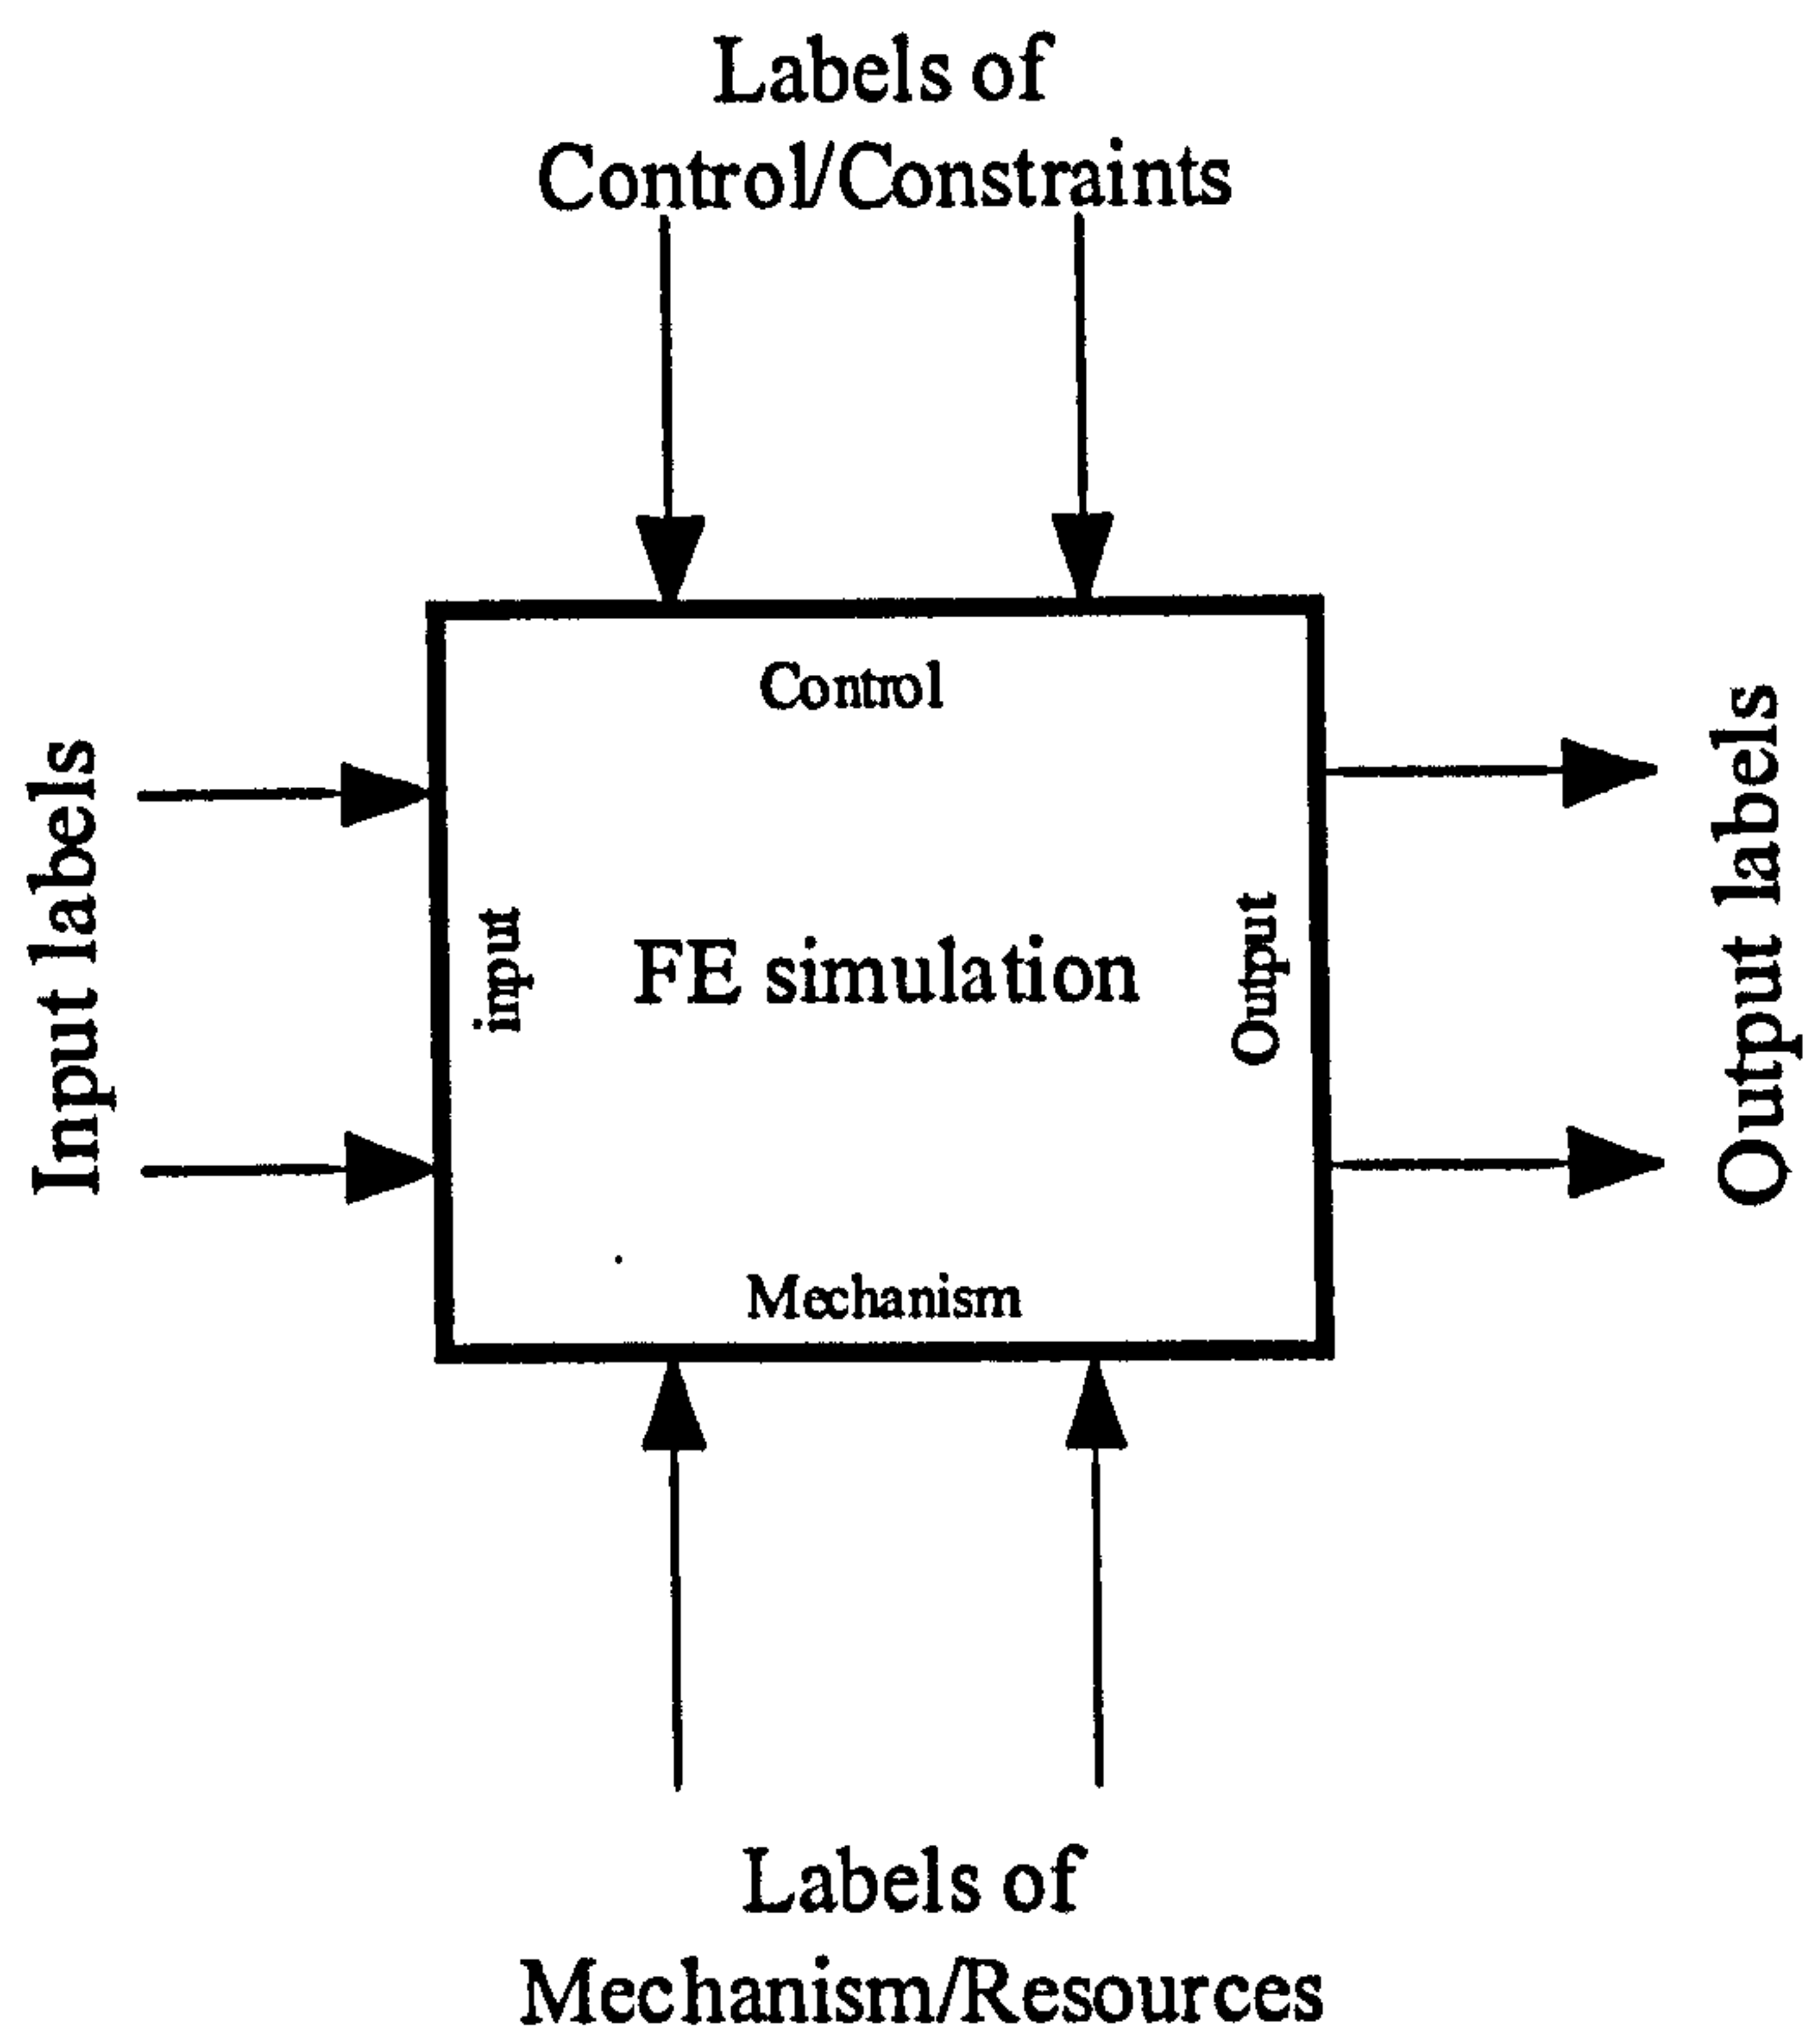 Labels of
Control/Constraints
Control
Input labels
input
FE simulation
Output
Output labels
Mechanism
Labels of
Mechanism/Resources